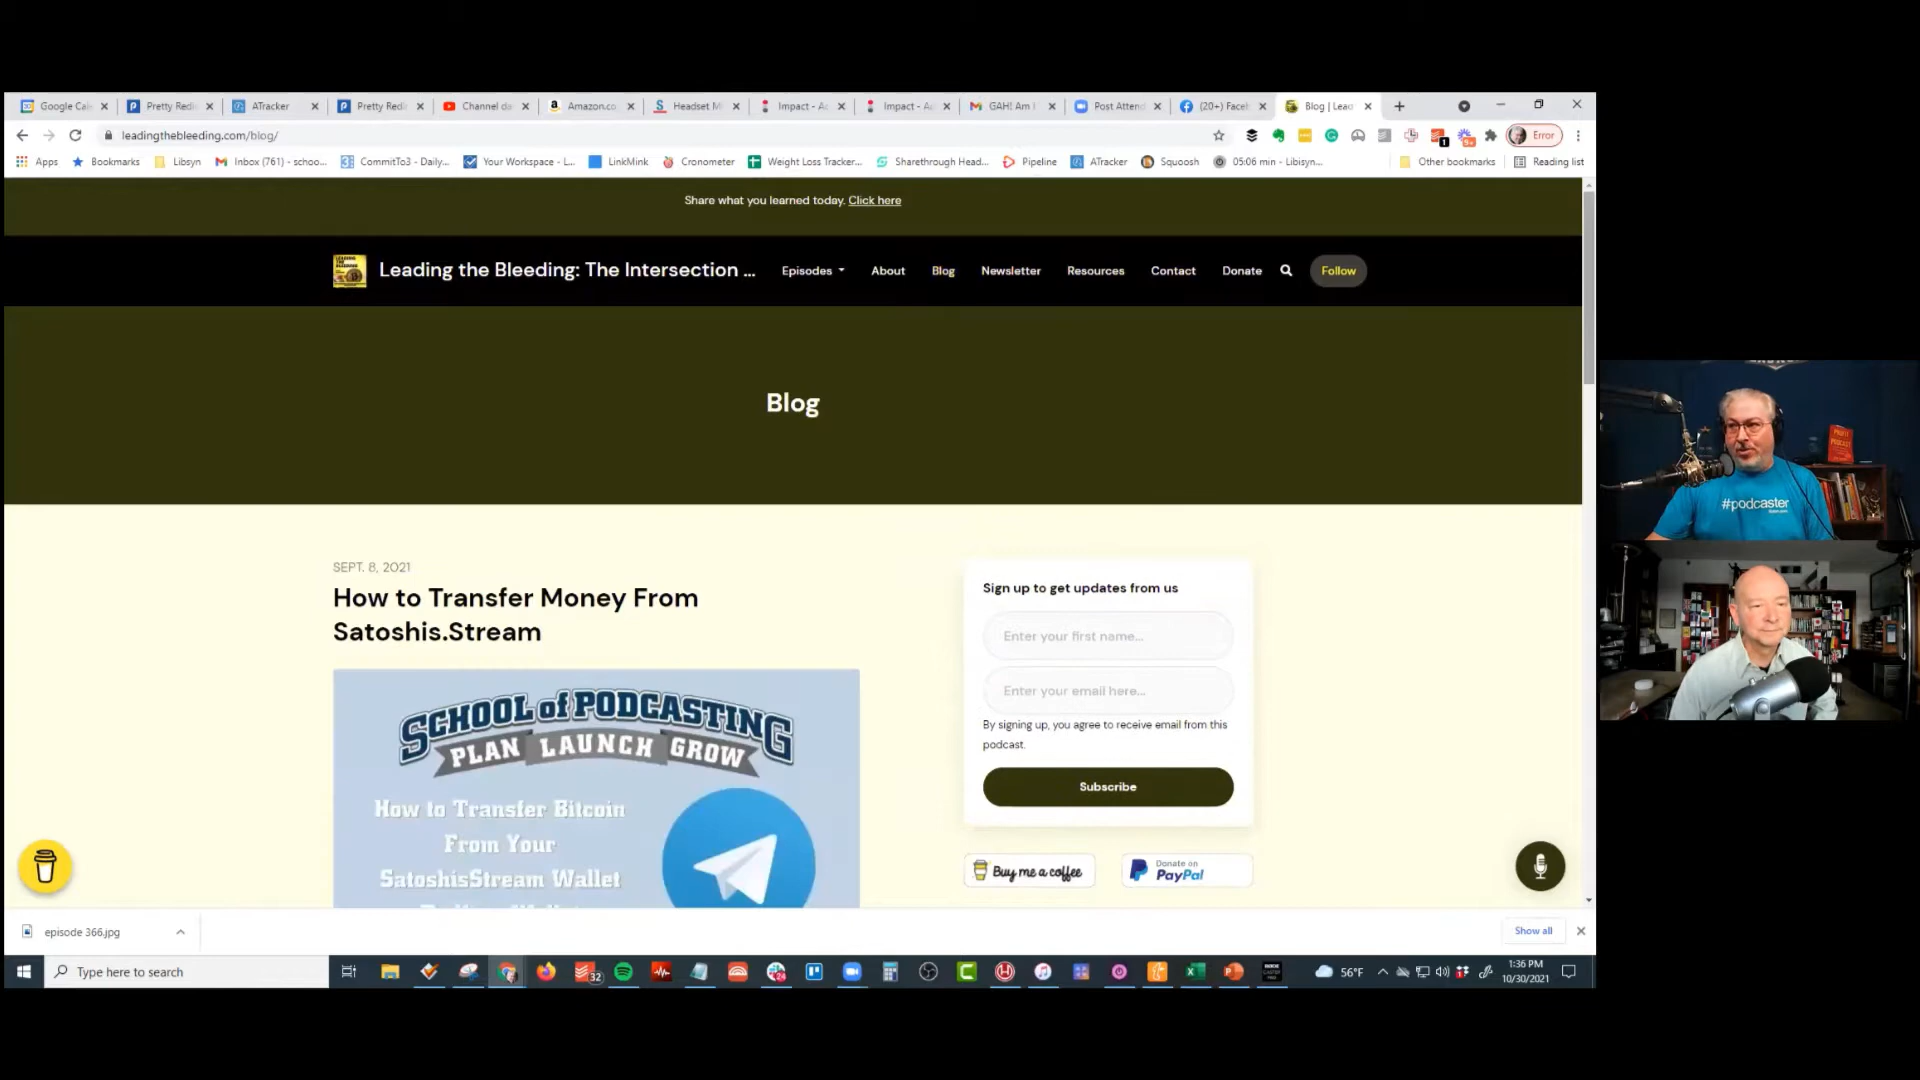 Google Cal
Pretty Redi
ATracker
Pretty Redi
Channel da
Amazon.co
Headset M
Impact - Ac
Impact - Ac
GAH! Am I
Post Attend
(20+) Faceb
Blog | Lead
leadingthebleeding.com/blog/
Error
Apps
Bookmarks
Libsyn
Inbox (761) - schoo...
CommitTo3 - Daily...
Your Workspace - L...
LinkMink
Cronometer
Weight Loss Tracker...
Sharethrough Head...
Pipeline
ATracker
Squoosh
05:06 min - Libisyn...
Other bookmarks
Reading list
Share what you learned today. Click here
Leading the Bleeding: The Intersection ...
Episodes
About
Blog
Newsletter
Resources
Contact
Donate
Follow
Blog
SEPT. 8, 2021
How to Transfer Money From
Satoshis.Stream
SCHOOL of PODCASTING
PLAN LAUNCH GROW
How to Transfer Bitcoin
From Your
SatoshisStream Wallet
Sign up to get updates from us
Enter your first name...
Enter your email here...
By signing up, you agree to receive email from this
podcast.
Subscribe
Buy me a coffee
Donate on
PayPal
#podcaster
episode 366.jpg
Show all
Type here to search
32
24
56°F
1:36 PM
10/30/2021